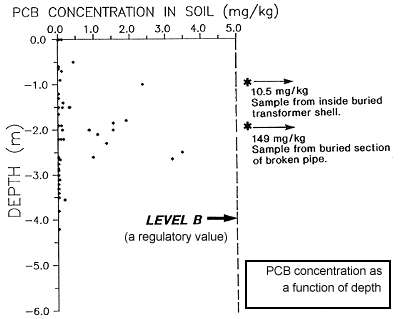 PCB CONCENTRATION IN SOIL (mg/kg)
0.0 1.0 2.0 3.0 4.0 5.0
0.0
-1.0
-2.0
-3.0
-4.0
-5.0
-6.0
DEPTH (m)
10.5 mg/kg
Sample from inside buried
transformer shell.
149 mg/kg
Sample from buried section
of broken pipe.
LEVEL B
(a regulatory value)
PCB concentration as
a function of depth